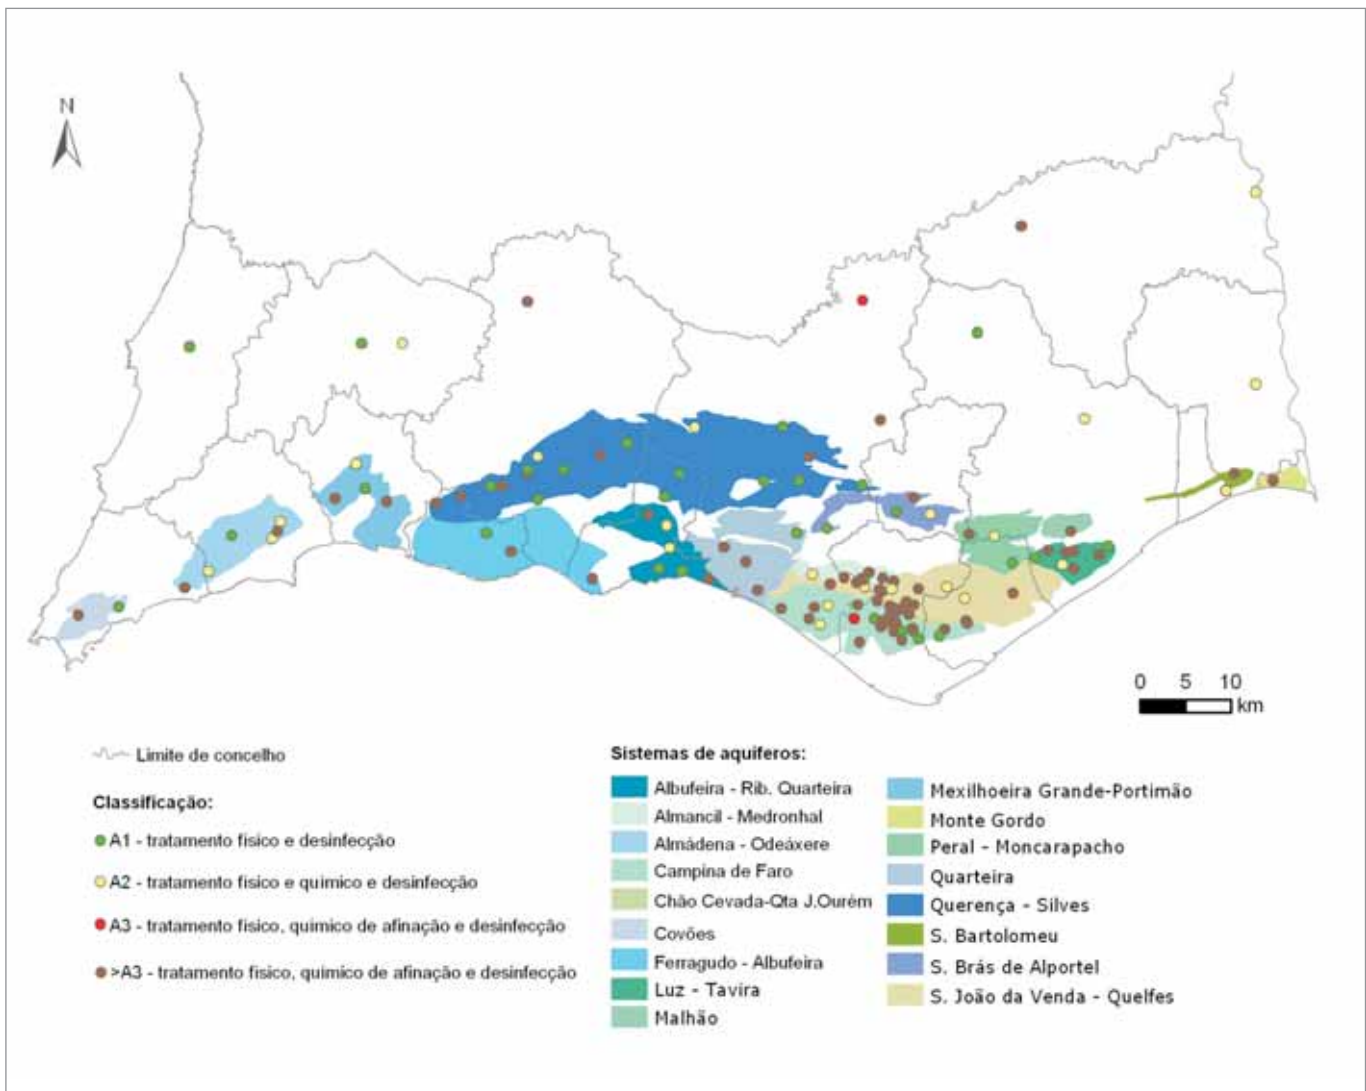 N
0 5 10
km
Limite de concelho
Classificação:
A1 - tratamento físico e desinfecção
A2 - tratamento físico e químico e desinfecção
A3 - tratamento físico, químico de afinação e desinfecção
>A3 - tratamento físico, químico de afinação e desinfecção
Sistemas de aquíferos:
Albufeira - Rib. Quarteira
Almancil - Medronhal
Almádena - Odeáxere
Campina de Faro
Chão Cevada-Qta J.Ourém
Covões
Ferragudo - Albufeira
Luz - Tavira
Malhão
Mexilhoeira Grande-Portimão
Monte Gordo
Peral - Moncarapacho
Quarteira
Querença - Silves
S. Bartolomeu
S. Brás de Alportel
S. João da Venda - Quelfes